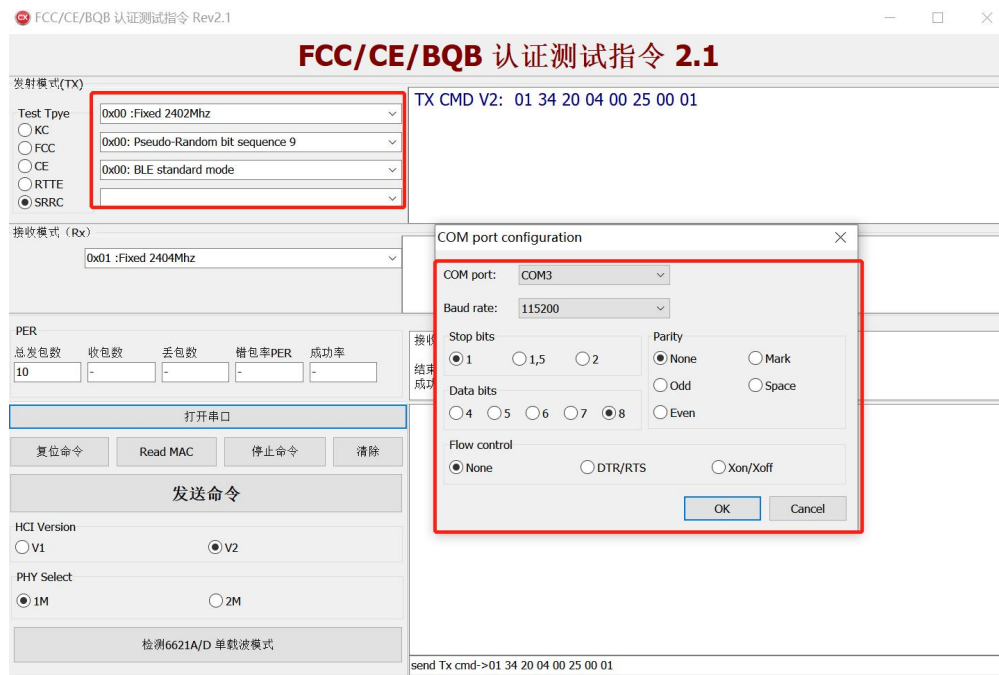 FCC/CE/BQB 认证测试指令 Rev2.1
FCC/CE/BQB 认证测试指令 2.1
发射模式(TX)
Test Tpye
KC
FCC
CE
RTTE
SRRC
0x00 :Fixed 2402Mhz
0x00: Pseudo-Random bit sequence 9
0x00: BLE standard mode
TX CMD V2: 01 34 20 04 00 25 00 01
接收模式（Rx）
0x01 :Fixed 2404Mhz
PER
总发包数 收包数 丢包数 错包率PER 成功率
10 - - - -
接收
结束
成功
打开串口
复位命令 Read MAC 停止命令 清除
发送命令
HCI Version
V1 V2
PHY Select
1M 2M
检测6621A/D 单载波模式
COM port configuration
COM port: COM3
Baud rate: 115200
Stop bits
1 1,5 2
Data bits
4 5 6 7 8
Parity
None Mark
Odd Space
Even
Flow control
None DTR/RTS Xon/Xoff
OK Cancel
send Tx cmd->01 34 20 04 00 25 00 01